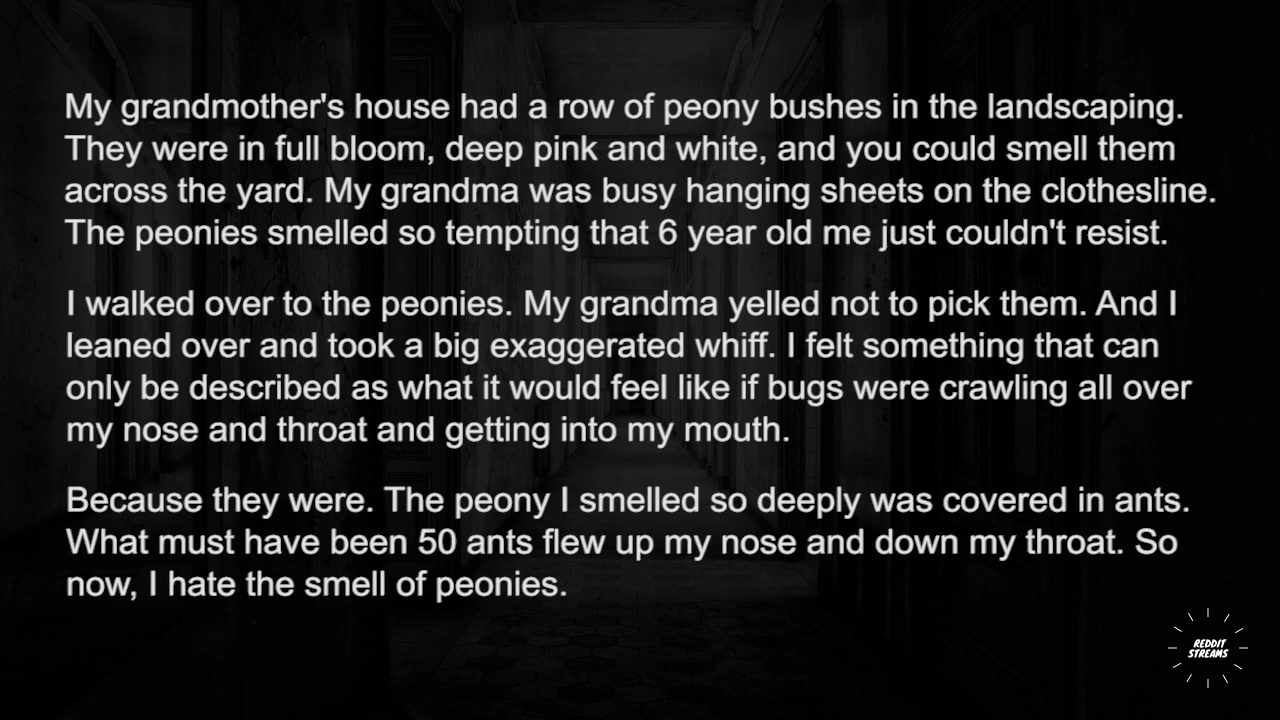 My grandmother's house had a row of peony bushes in the landscaping.
They were in full bloom, deep pink and white, and you could smell them
across the yard. My grandma was busy hanging sheets on the clothesline.
The peonies smelled so tempting that 6 year old me just couldn't resist.
I walked over to the peonies. My grandma yelled not to pick them. And I
leaned over and took a big exaggerated whiff. I felt something that can
only be described as what it would feel like if bugs were crawling all over
my nose and throat and getting into my mouth.
Because they were. The peony I smelled so deeply was covered in ants.
What must have been 50 ants flew up my nose and down my throat. So
now, I hate the smell of peonies.
REDDIT
STREAMS